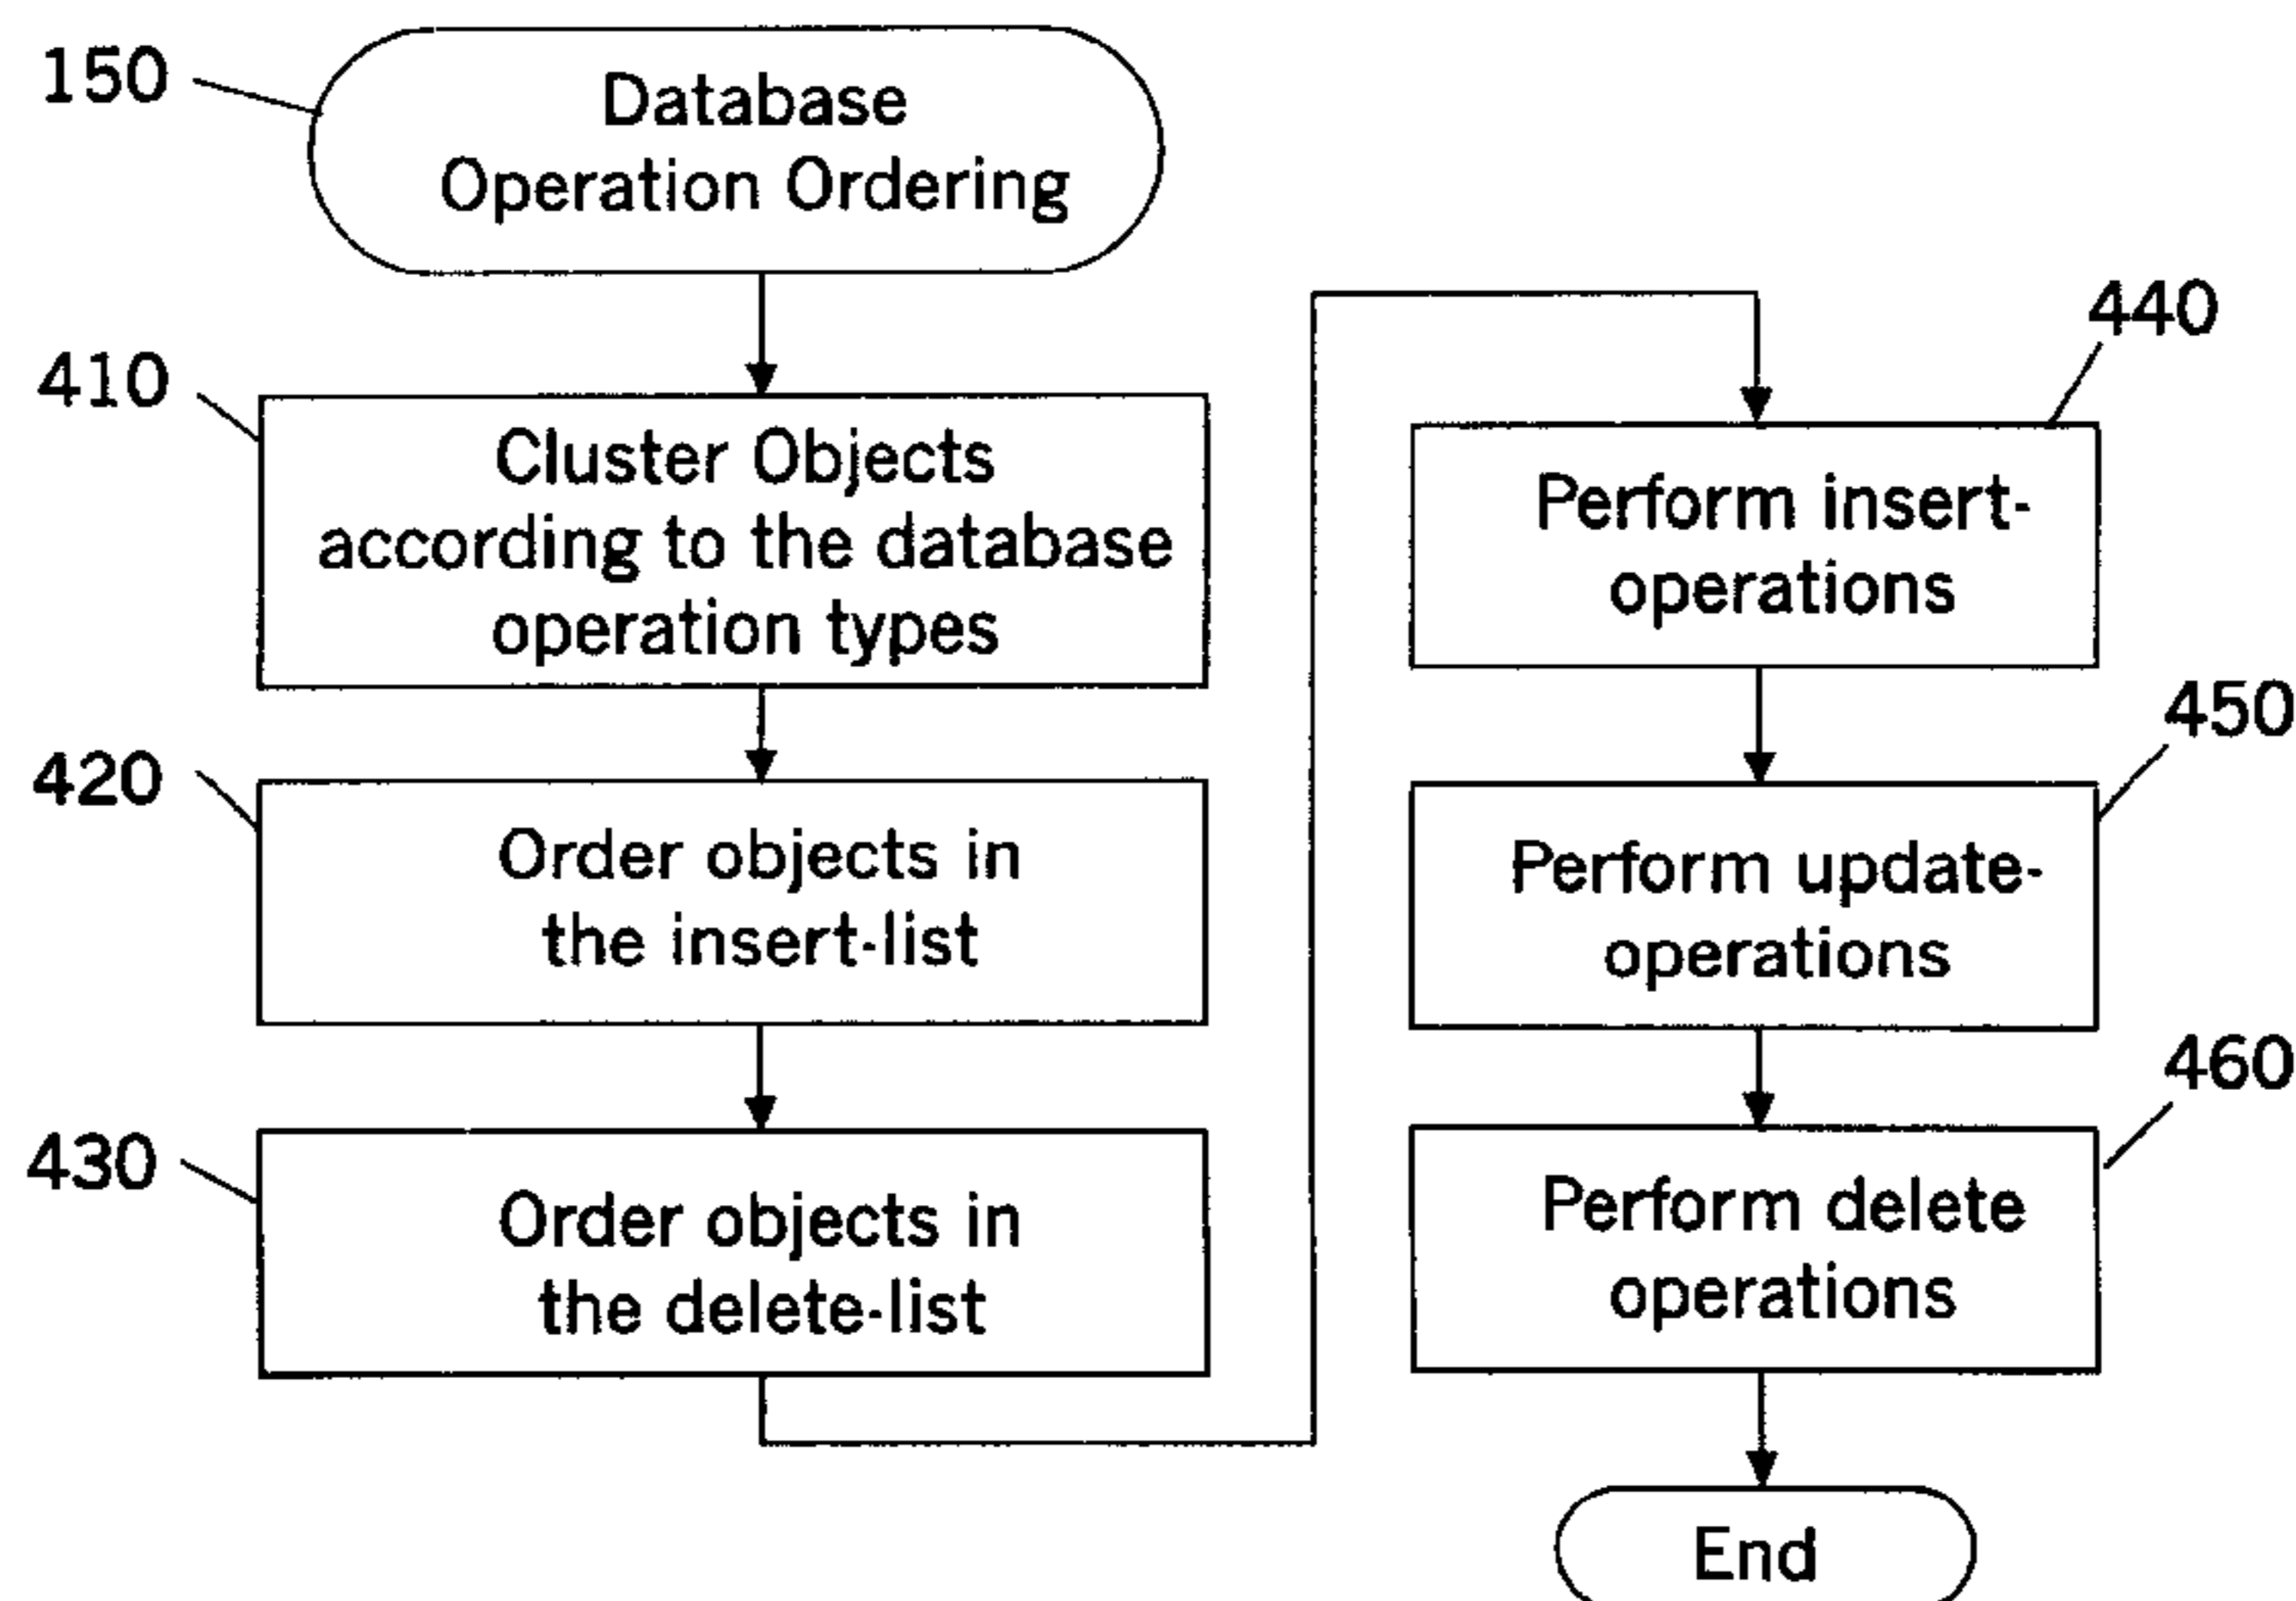 150
Database
Operation Ordering
410
Cluster Objects
according to the database
operation types
420
Order objects in
the insert-list
430
Order objects in
the delete-list
440
Perform insert-
operations
450
Perform update-
operations
460
Perform delete
operations
End